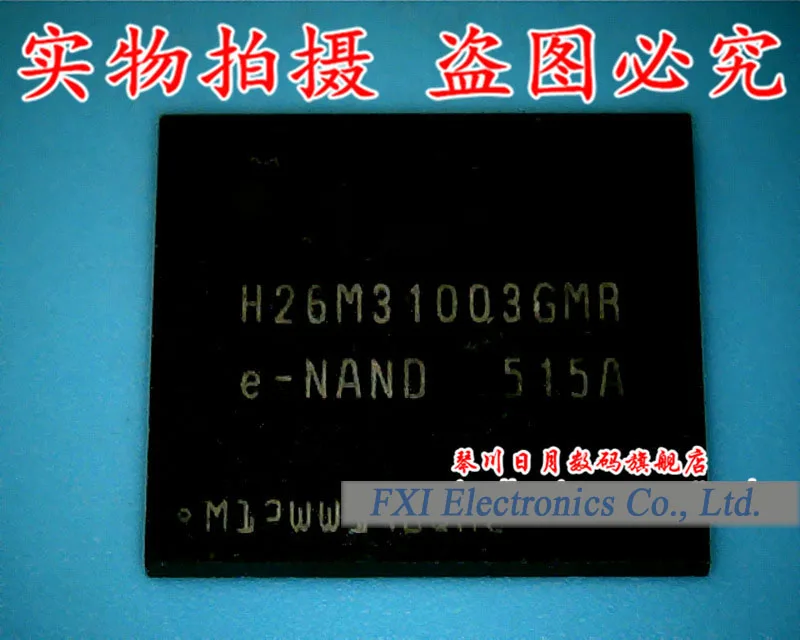 实物拍摄 盗图必究
H26M31003GMR
e-NAND 515A
琴川日月数码旗舰店
FXI Electronics Co., Ltd.